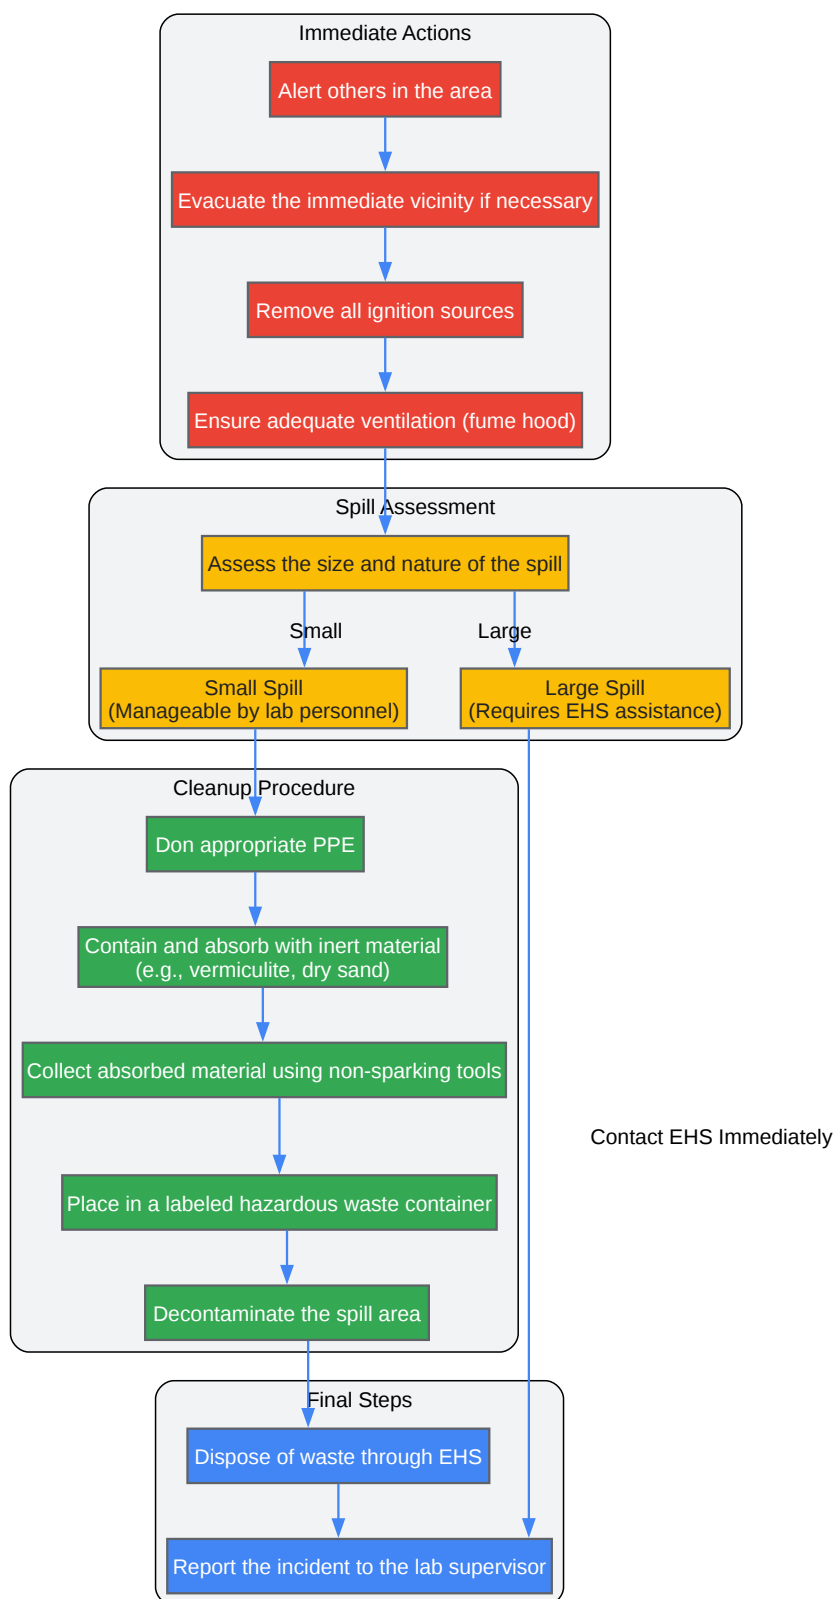 Immediate Actions
Alert others in the area
Evacuate the immediate vicinity if necessary
Remove all ignition sources
Ensure adequate ventilation (fume hood)
Spill Assessment
Assess the size and nature of the spill
Small
Large
Small Spill
(Manageable by lab personnel)
Large Spill
(Requires EHS assistance)
Cleanup Procedure
Don appropriate PPE
Contain and absorb with inert material
(e.g., vermiculite, dry sand)
Collect absorbed material using non-sparking tools
Contact EHS Immediately
Place in a labeled hazardous waste container
Decontaminate the spill area
Final Steps
Dispose of waste through EHS
Report the incident to the lab supervisor